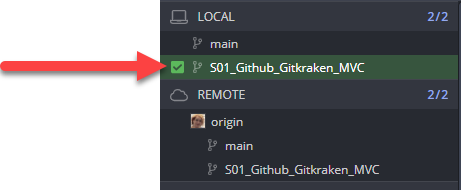 LOCAL 2/2
main
S01_Github_Gitkraken_MVC
REMOTE 2/2
origin
main
S01_Github_Gitkraken_MVC